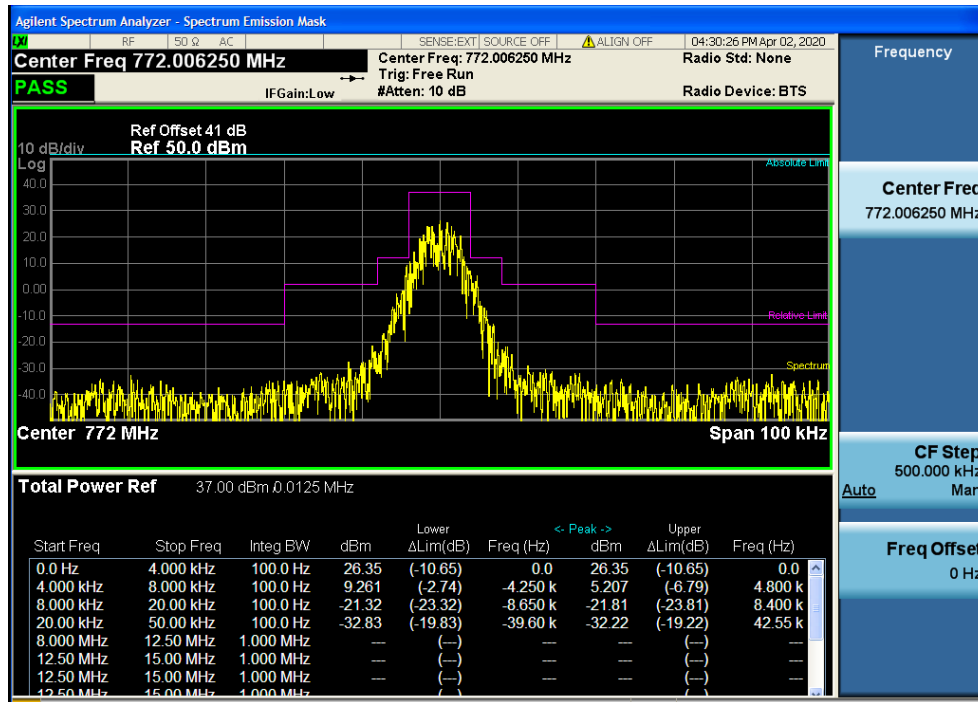 Agilent Spectrum Analyzer - Spectrum Emission Mask
LXI RF 50 Ω AC SENSE:EXT SOURCE OFF ALIGN OFF 04:30:26 PM Apr 02, 2020
Center Freq 772.006250 MHz
Center Freq: 772.006250 MHz
Radio Std: None
Trig: Free Run
PASS
IFGain:Low
#Atten: 10 dB
Radio Device: BTS
Ref Offset 41 dB
10 dB/div Ref 50.0 dBm
Log
Absolute Limit
40.0
30.0
20.0
10.0
0.00
-10.0
Relative Limit
-20.0
-30.0
Spectrum
-40.0
Center 772 MHz Span 100 kHz
Total Power Ref 37.00 dBm /0.0125 MHz
Lower <- Peak -> Upper
Start Freq Stop Freq Integ BW dBm ΔLim(dB) Freq (Hz) dBm ΔLim(dB) Freq (Hz)
0.0 Hz 4.000 kHz 100.0 Hz 26.35 (-10.65) 0.0 26.35 (-10.65) 0.0
4.000 kHz 8.000 kHz 100.0 Hz 9.261 (-2.74) -4.250 k 5.207 (-6.79) 4.800 k
8.000 kHz 20.00 kHz 100.0 Hz -21.32 (-23.32) -8.650 k -21.81 (-23.81) 8.400 k
20.00 kHz 50.00 kHz 100.0 Hz -32.83 (-19.83) -39.60 k -32.22 (-19.22) 42.55 k
8.000 MHz 12.50 MHz 1.000 MHz --- (---) --- --- (---) ---
12.50 MHz 15.00 MHz 1.000 MHz --- (---) --- --- (---) ---
12.50 MHz 15.00 MHz 1.000 MHz --- (---) --- --- (---) ---
12.50 MHz 15.00 MHz 1.000 MHz
Frequency
Center Freq
772.006250 MHz
CF Step
500.000 kHz
Auto Man
Freq Offset
0 Hz